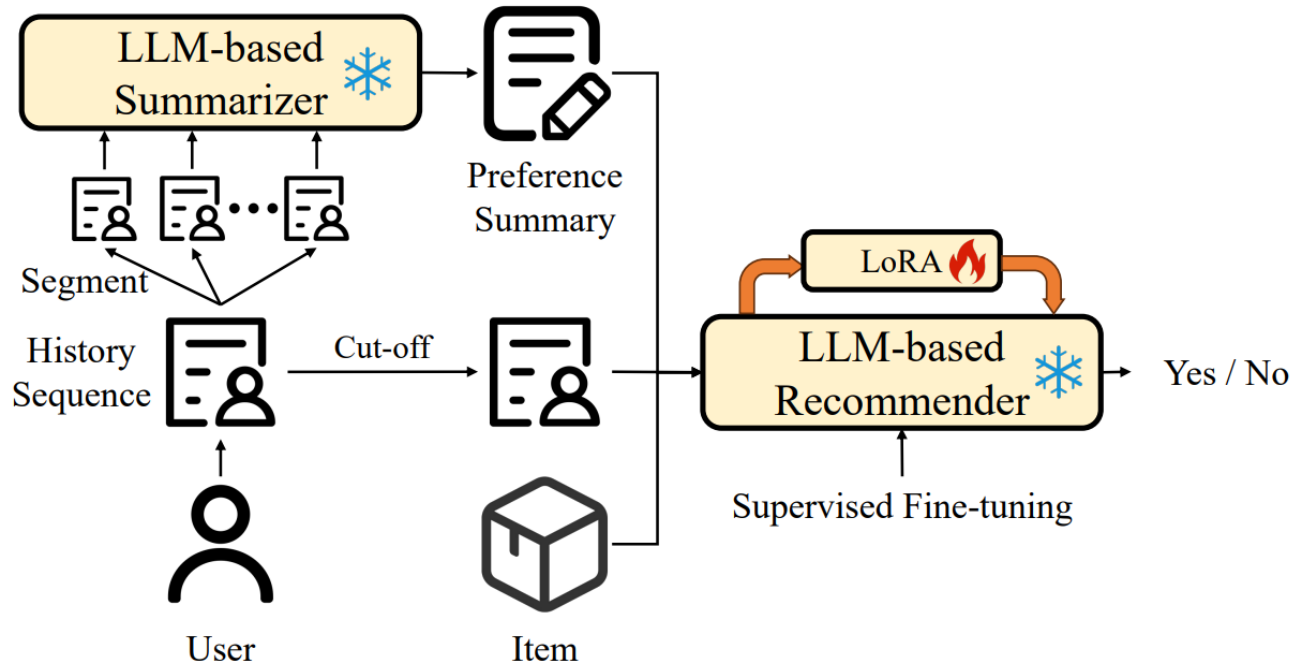 LLM-based
Summarizer
Preference
Summary
Segment
LoRA
History
Sequence
Cut-off
LLM-based
Recommender
Yes / No
Supervised Fine-tuning
User
Item